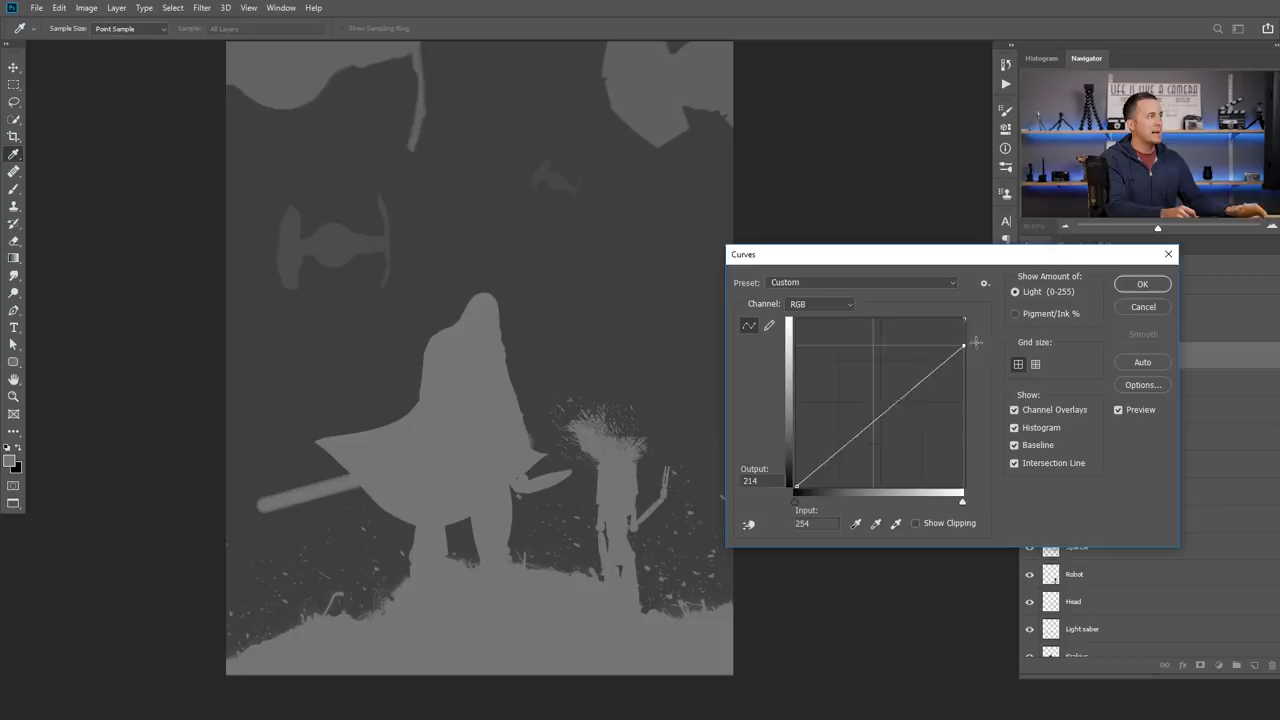 Ps File Edit Image Layer Type Select Filter 3D View Window Help
Sample Size: Point Sample Sample: All Layers Show Sampling Ring
Histogram Navigator
LIFE IS LIKE A CAMERA
Curves
Preset: Custom
Channel: RGB
Output:
214
Input:
254
Show Clipping
Show Amount of:
Light (0-255)
Pigment/Ink %
Grid size:
Show:
Channel Overlays
Histogram
Baseline
Intersection Line
OK
Cancel
Smooth
Auto
Options...
Preview
Robot
Head
Light saber
fx